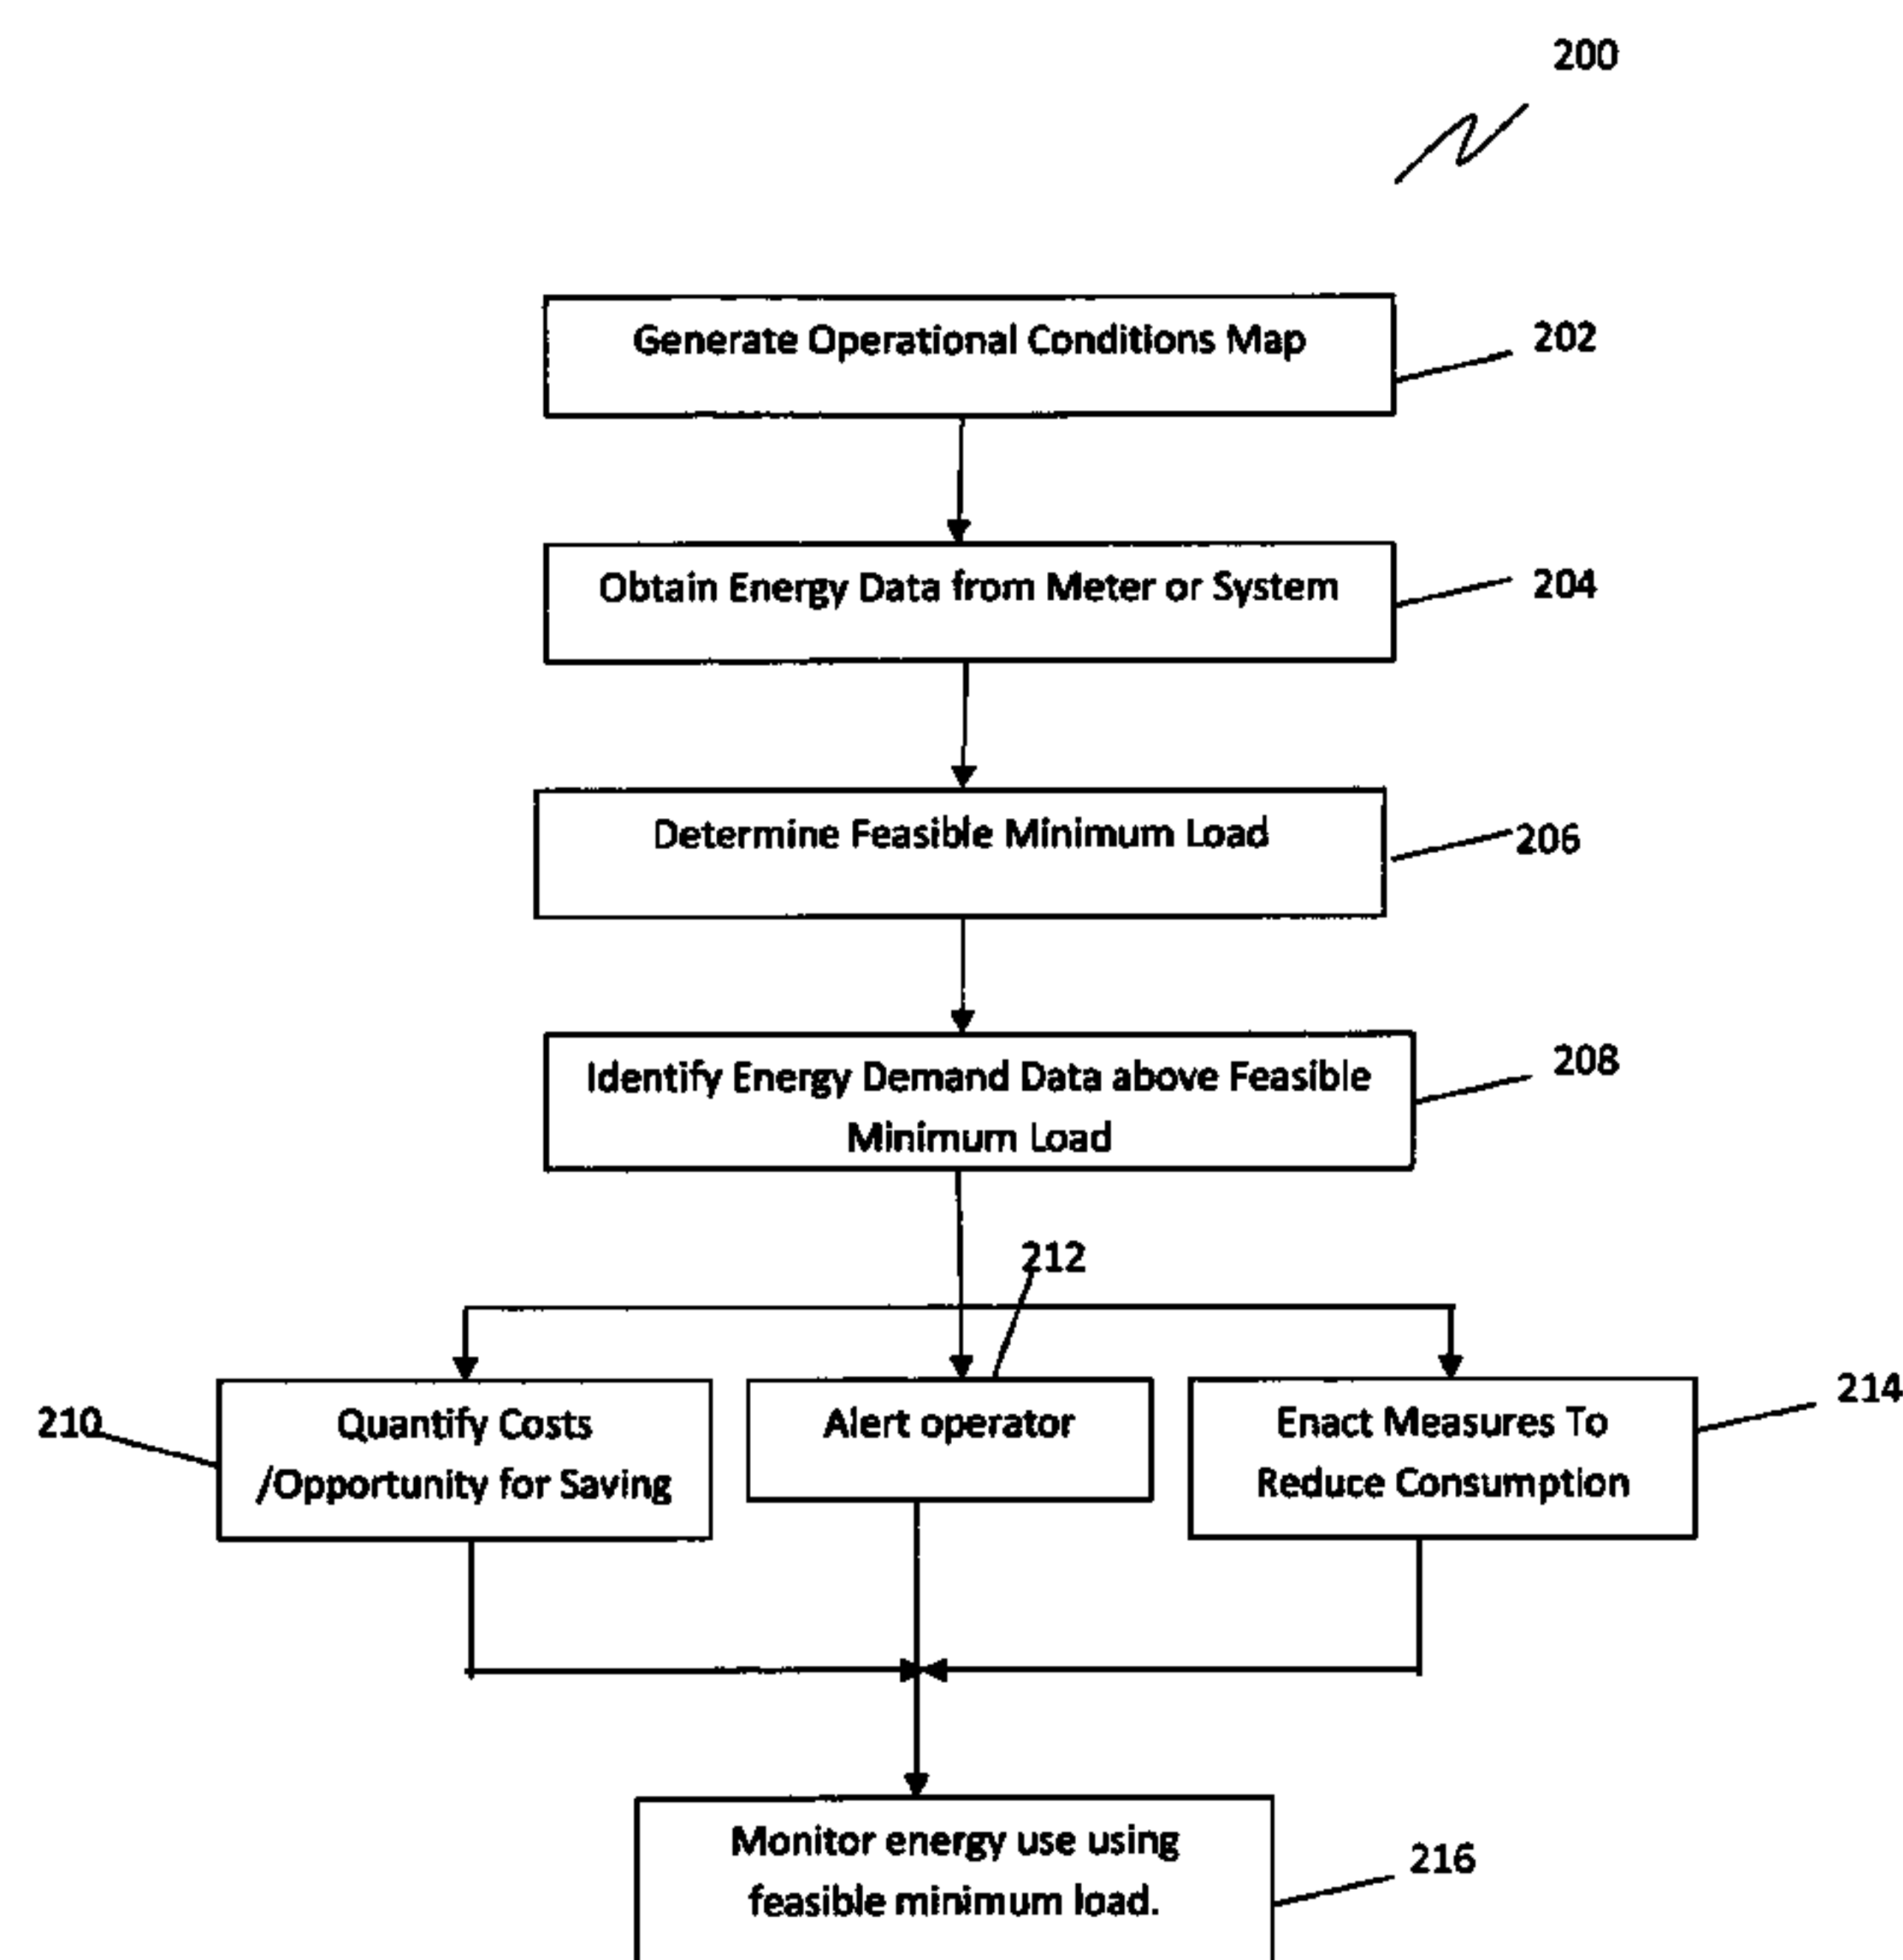 200
Generate Operational Conditions Map
202
Obtain Energy Data from Meter or System
204
Determine Feasible Minimum Load
206
Identify Energy Demand Data above Feasible
Minimum Load
208
212
210
Quantify Costs
/Opportunity for Saving
Alert operator
Enact Measures To
Reduce Consumption
214
Monitor energy use using
feasible minimum load.
216